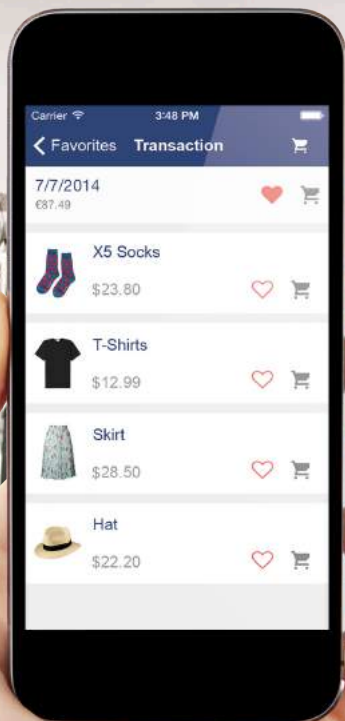 Carrier 3:48 PM
Favorites Transaction
7/7/2014
€87.49
X5 Socks
$23.80
T-Shirts
$12.99
Skirt
$28.50
Hat
$22.20